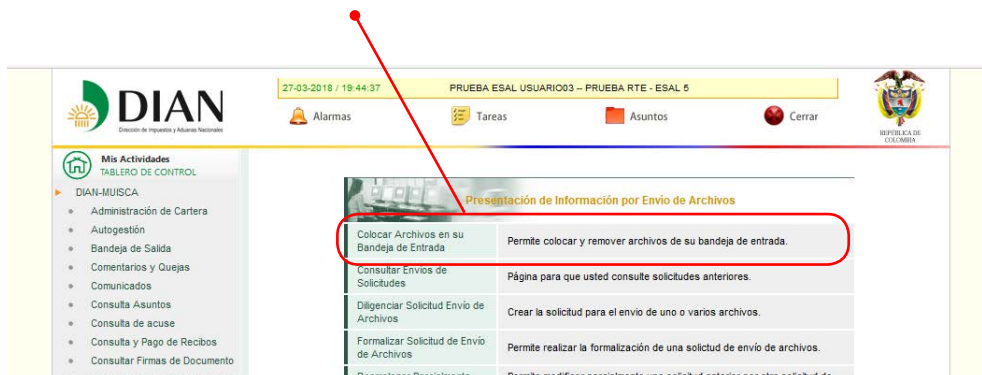 27-03-2018 / 19:44:37 PRUEBA ESAL USUARIO03 -- PRUEBA RTE - ESAL 5
DIAN
Dirección de Impuestos y Aduanas Nacionales
Alarmas Tareas Asuntos Cerrar
REPÚBLICA DE
COLOMBIA
Mis Actividades
TABLERO DE CONTROL
DIAN-MUISCA
Administración de Cartera
Autogestión
Bandeja de Salida
Comentarios y Quejas
Comunicados
Consulta Asuntos
Consulta de acuse
Consulta y Pago de Recibos
Consultar Firmas de Documento
Presentación de Información por Envio de Archivos
Colocar Archivos en su
Bandeja de Entrada
Permite colocar y remover archivos de su bandeja de entrada.
Consultar Envíos de
Solicitudes
Página para que usted consulte solicitudes anteriores.
Diligenciar Solicitud Envío de
Archivos
Crear la solicitud para el envio de uno o varios archivos.
Formalizar Solicitud de Envío
de Archivos
Permite realizar la formalización de una solictud de envío de archivos.